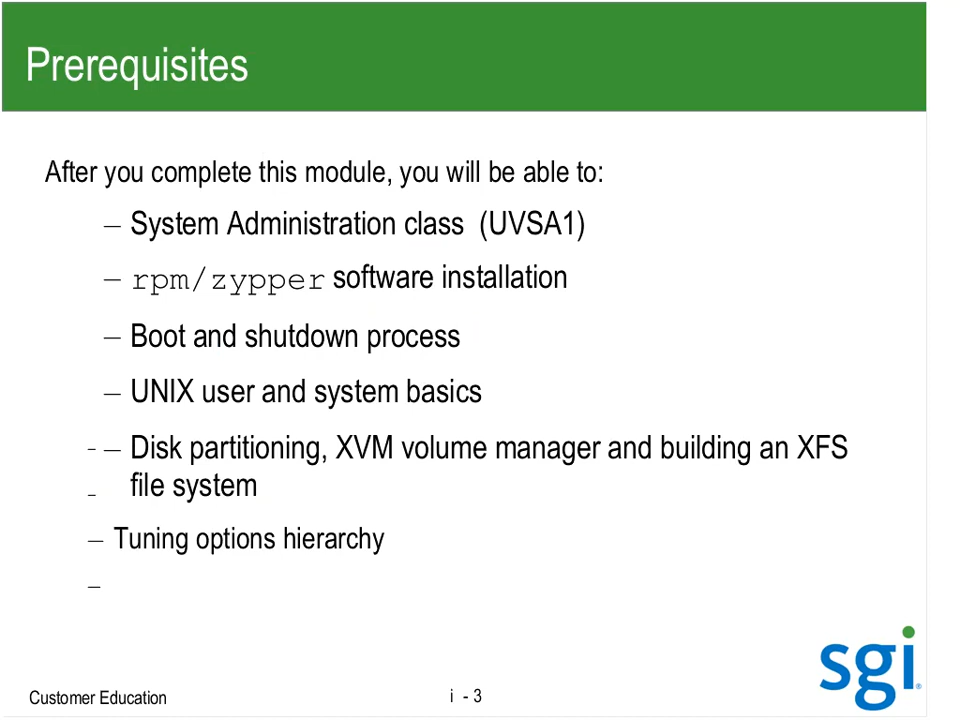 Prerequisites
After you complete this module, you will be able to:
– System Administration class (UVSA1)
– rpm/zypper software installation
– Boot and shutdown process
– UNIX user and system basics
– – Disk partitioning, XVM volume manager and building an XFS
– file system
– Tuning options hierarchy
–
sgi®
Customer Education
i - 3